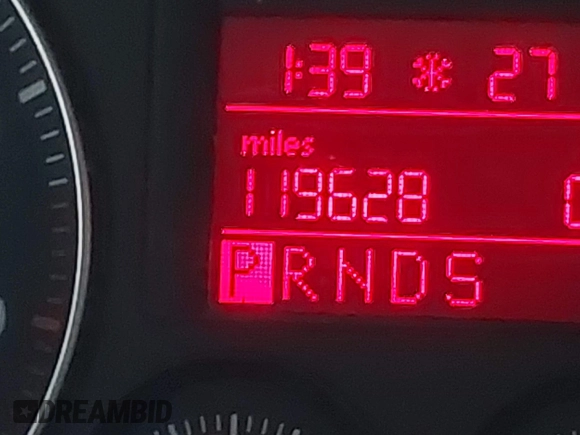 1:39 27
miles
119628
PRNDS
DREAMBID